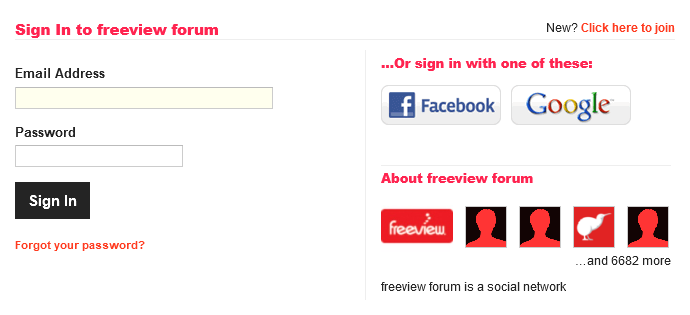 Sign In to freeview forum
New? Click here to join
Email Address
Password
Sign In
Forgot your password?
...Or sign in with one of these:
Facebook
Google™
About freeview forum
freeview
...and 6682 more
freeview forum is a social network